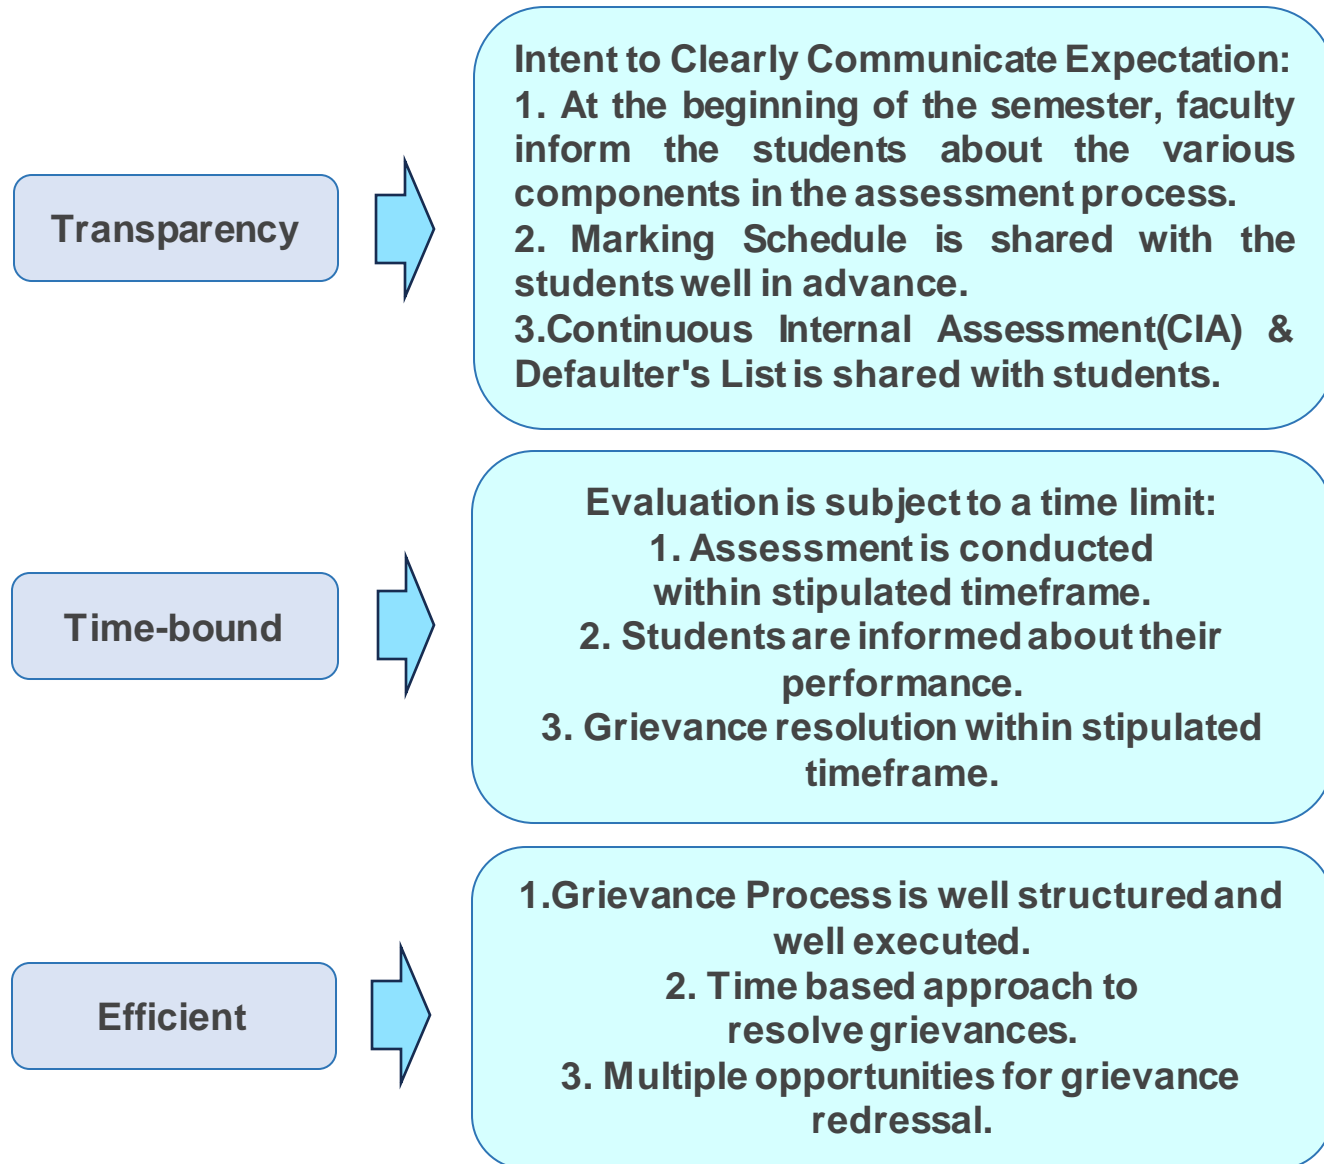 Transparency
Intent to Clearly Communicate Expectation:
1. At the beginning of the semester, faculty
inform the students about the various
components in the assessment process.
2. Marking Schedule is shared with the
students well in advance.
3.Continuous Internal Assessment(CIA) &
Defaulter's List is shared with students.
Time-bound
Evaluation is subject to a time limit:
1. Assessment is conducted
within stipulated timeframe.
2. Students are informed about their
performance.
3. Grievance resolution within stipulated
timeframe.
Efficient
1.Grievance Process is well structured and
well executed.
2. Time based approach to
resolve grievances.
3. Multiple opportunities for grievance
redressal.